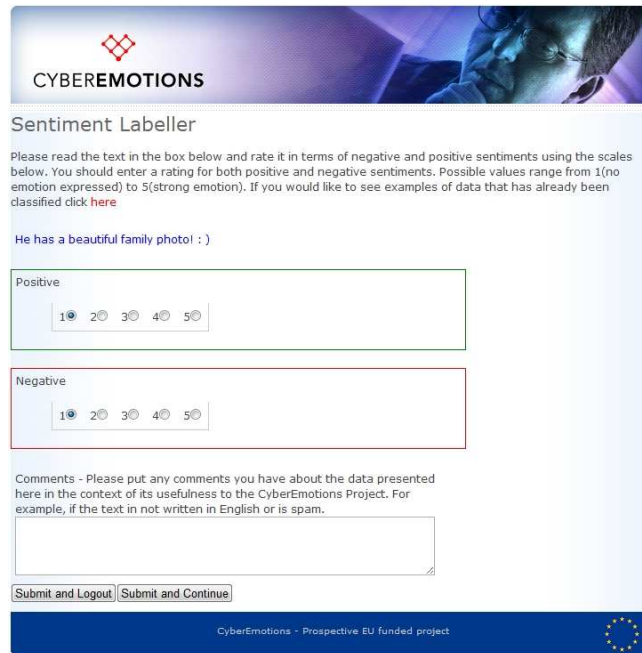 CYBEREMOTIONS
Sentiment Labeller
Please read the text in the box below and rate it in terms of negative and positive sentiments using the scales
below. You should enter a rating for both positive and negative sentiments. Possible values range from 1(no
emotion expressed) to 5(strong emotion). If you would like to see examples of data that has already been
classified click here
He has a beautiful family photo! : )
Positive
1 2 3 4 5
Negative
1 2 3 4 5
Comments - Please put any comments you have about the data presented
here in the context of its usefulness to the CyberEmotions Project. For
example, if the text in not written in English or is spam.
Submit and Logout Submit and Continue
CyberEmotions - Prospective EU funded project